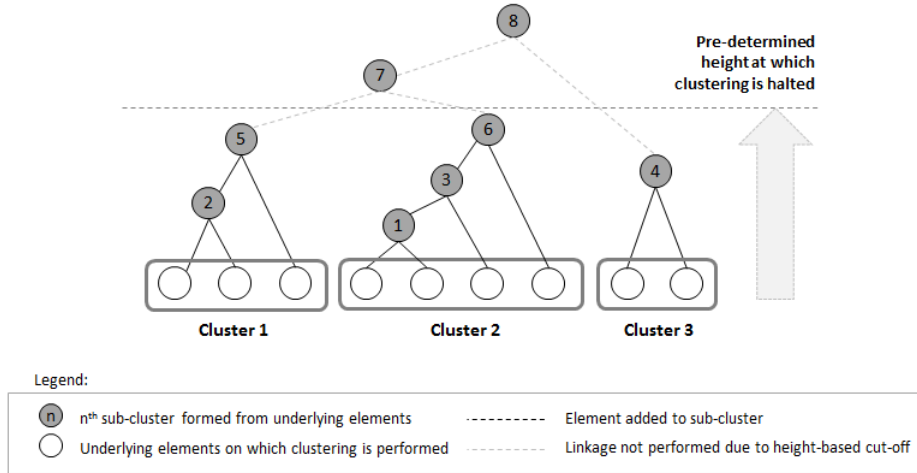 8
Pre-determined
height at which
clustering is halted
7
5
6
2
3
4
1
Cluster 1
Cluster 2
Cluster 3
Legend:
n
nth sub-cluster formed from underlying elements
Element added to sub-cluster
Underlying elements on which clustering is performed
Linkage not performed due to height-based cut-off